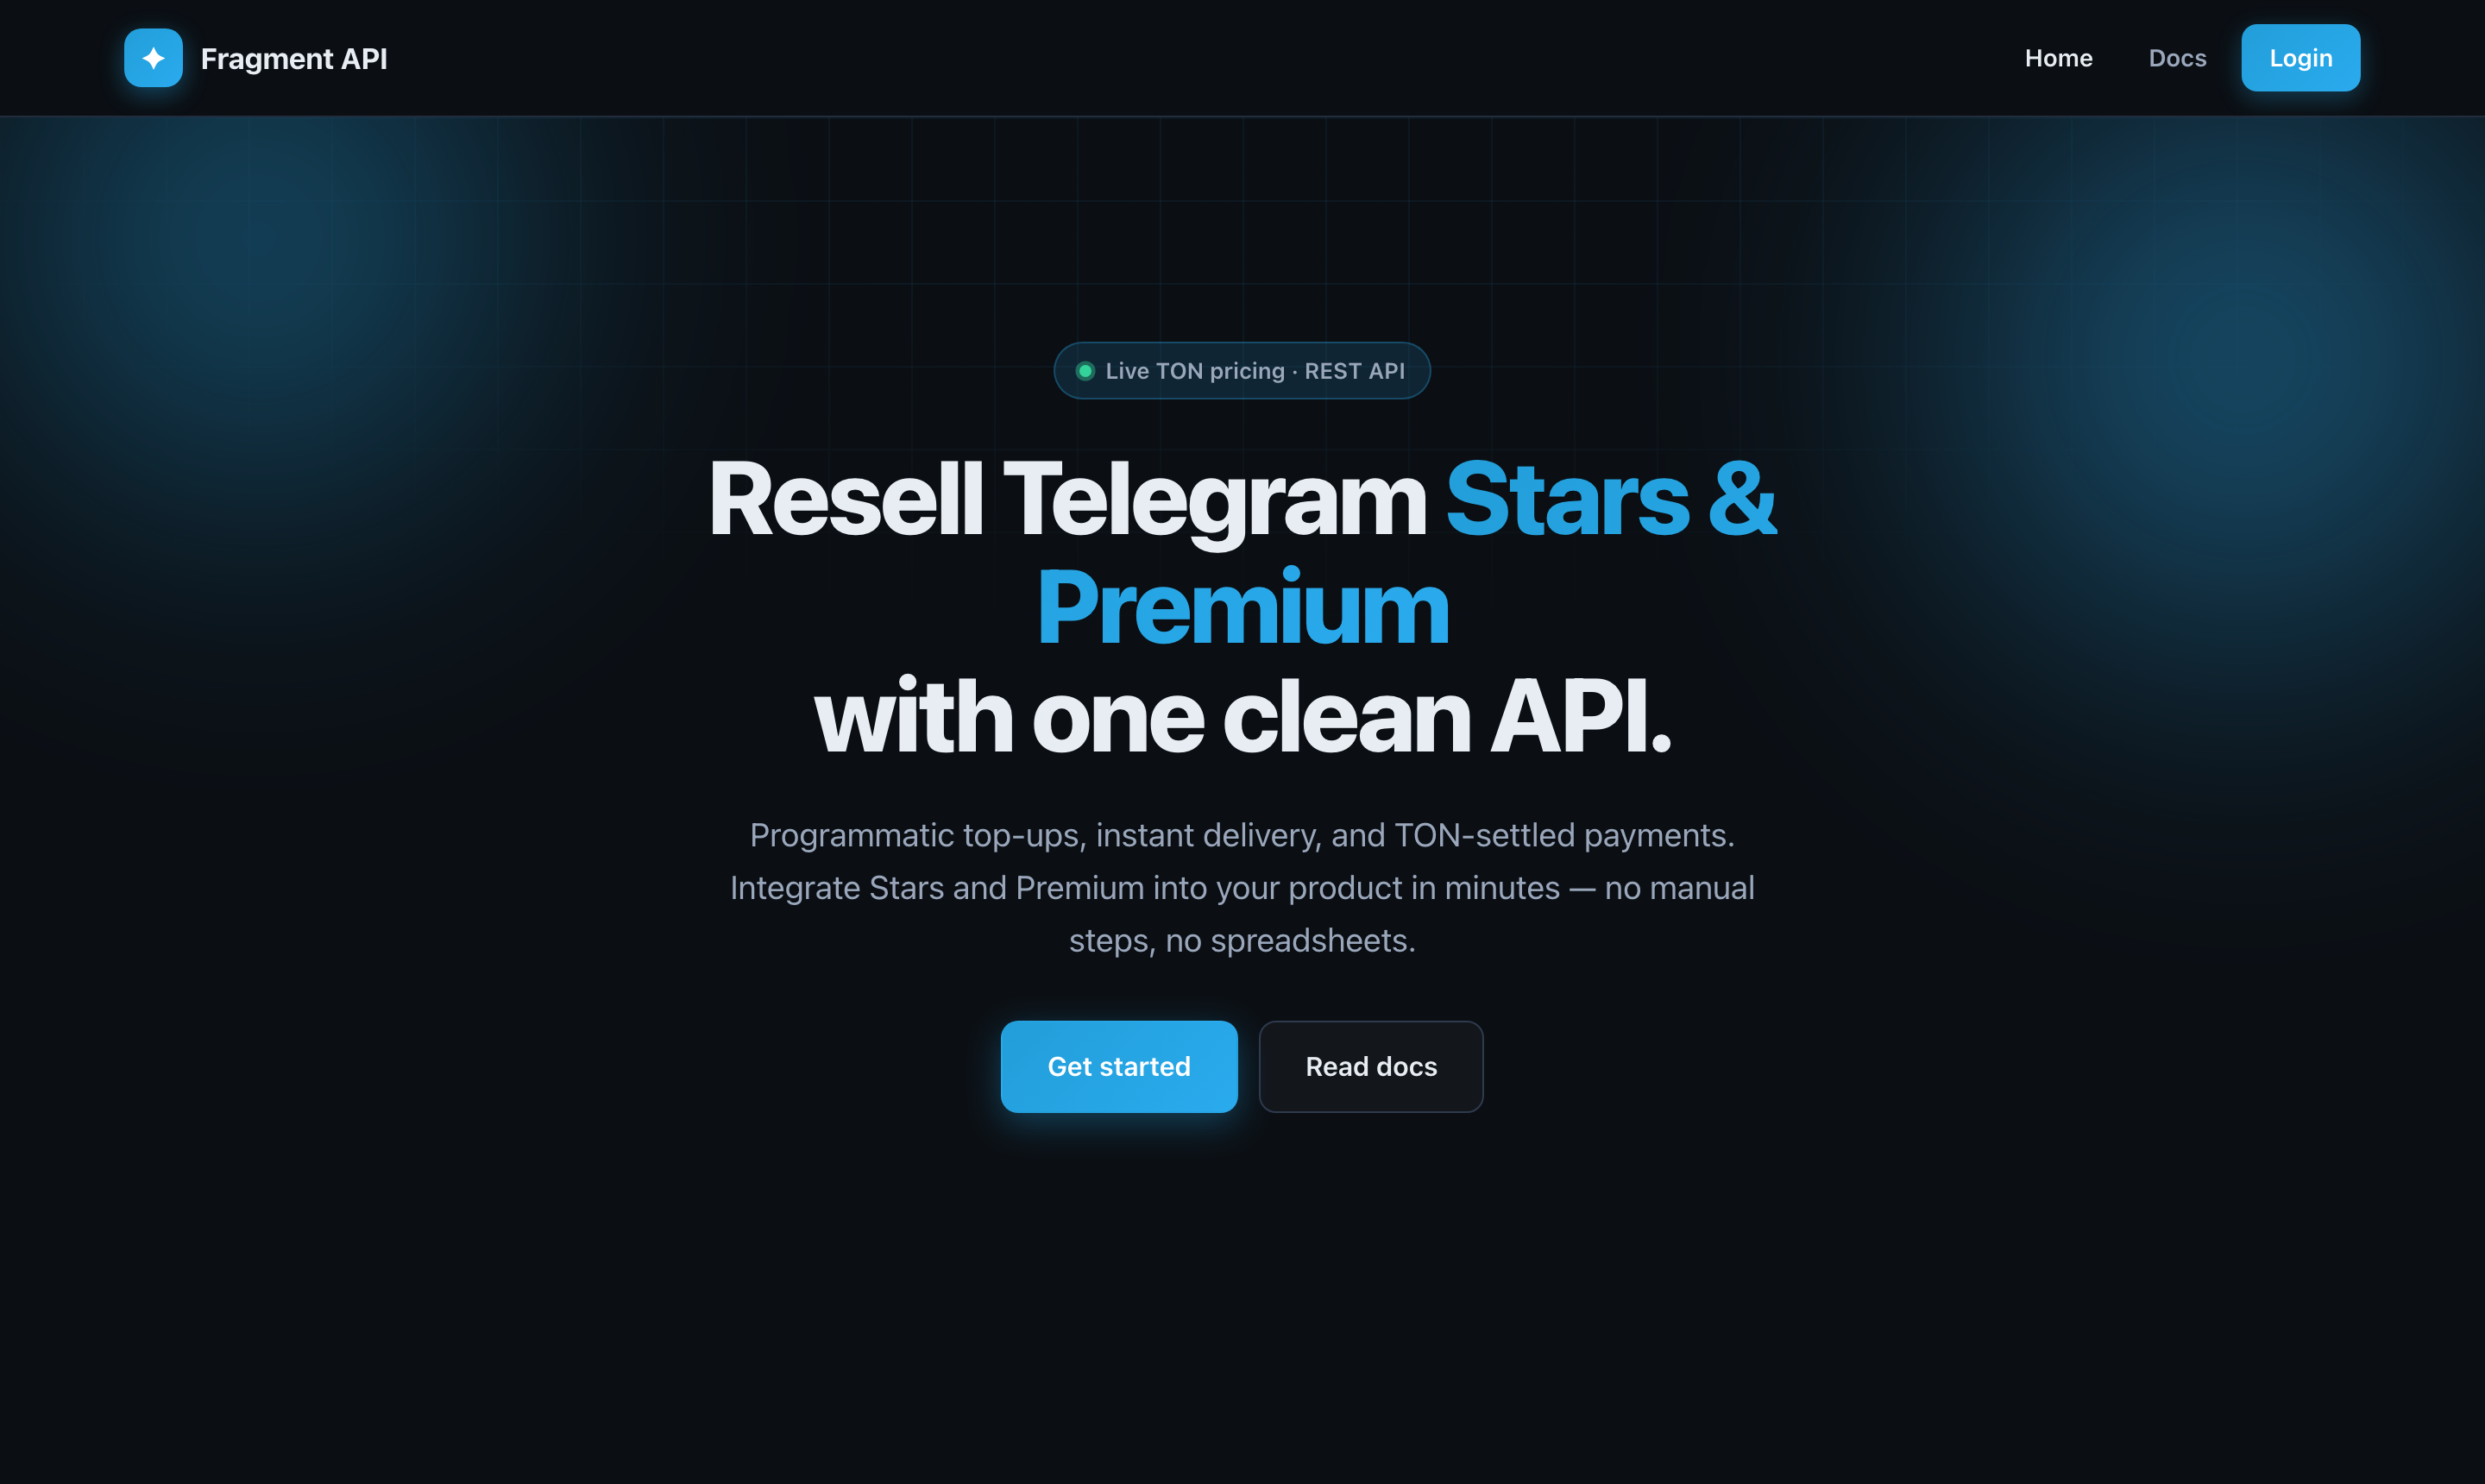 Fragment API
Home
Docs
Login
Live TON pricing · REST API
Resell Telegram Stars &
Premium
with one clean API.
Programmatic top-ups, instant delivery, and TON-settled payments.
Integrate Stars and Premium into your product in minutes — no manual
steps, no spreadsheets.
Get started
Read docs